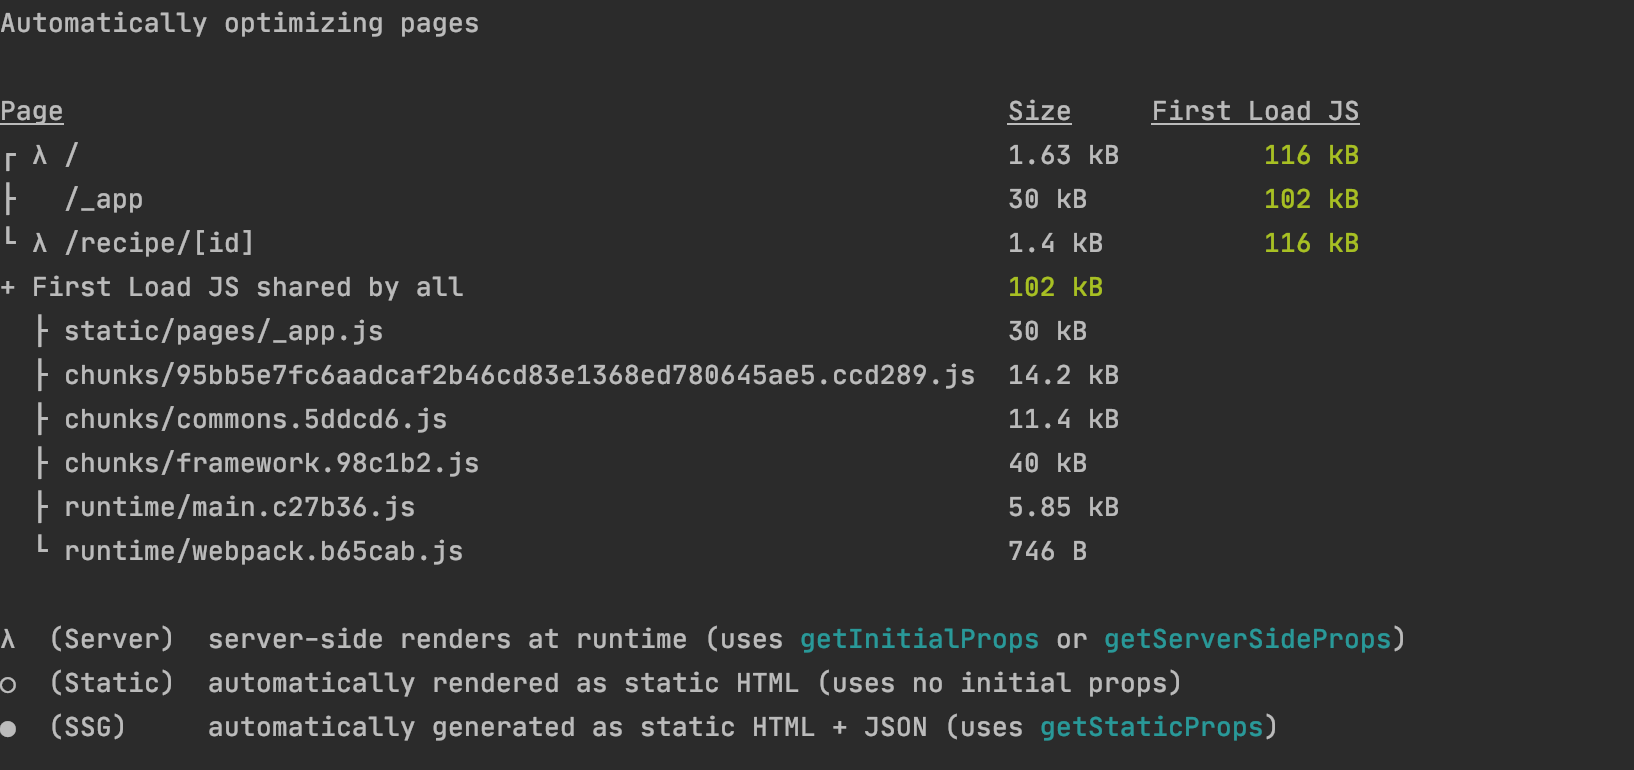 Automatically optimizing pages
Page Size First Load JS
┌ λ / 1.63 kB 116 kB
├ /_app 30 kB 102 kB
└ λ /recipe/[id] 1.4 kB 116 kB
+ First Load JS shared by all 102 kB
├ static/pages/_app.js 30 kB
├ chunks/95bb5e7fc6aadcaf2b46cd83e1368ed780645ae5.ccd289.js 14.2 kB
├ chunks/commons.5ddcd6.js 11.4 kB
├ chunks/framework.98c1b2.js 40 kB
├ runtime/main.c27b36.js 5.85 kB
└ runtime/webpack.b65cab.js 746 B
λ (Server) server-side renders at runtime (uses getInitialProps or getServerSideProps)
○ (Static) automatically rendered as static HTML (uses no initial props)
● (SSG) automatically generated as static HTML + JSON (uses getStaticProps)